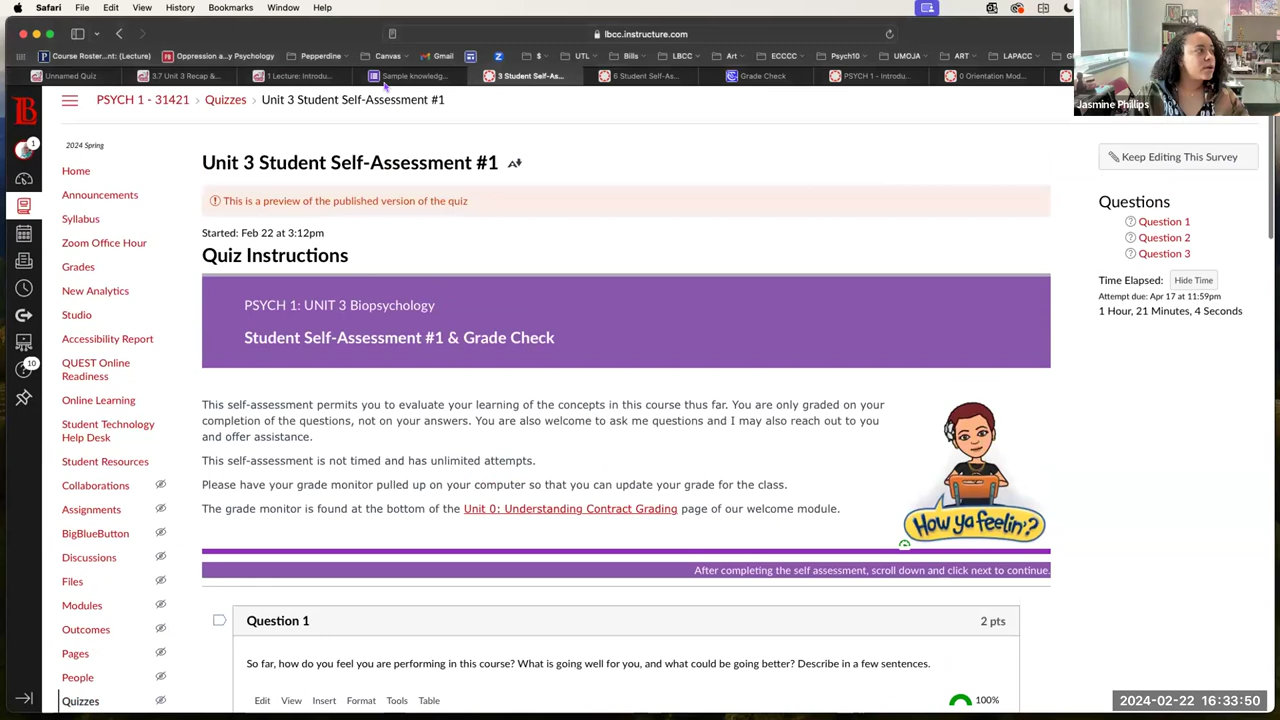 Safari File Edit View History Bookmarks Window Help
lbcc.instructure.com
Course Roster...nt (Record) Oppression a...y Psychology Pepperdine Canvas Gmail $ UTL Bills LBCC Art ECCCC Psych10 UMOJA ART LAPACC
Unnamed Quiz 3.7 Unit 3 Recap &... 1 Lecture: Introdu... Sample knowledg... 3 Student Self-As... 6 Student Self-As... Grade Check PSYCH 1 - Introdu... 0 Orientation Mod...
Jasmine Phillips
PSYCH 1 - 31421 › Quizzes › Unit 3 Student Self-Assessment #1
2024 Spring
Home
Announcements
Syllabus
Zoom Office Hour
Grades
New Analytics
Studio
Accessibility Report
QUEST Online
Readiness
Online Learning
Student Technology
Help Desk
Student Resources
Collaborations
Assignments
BigBlueButton
Discussions
Files
Modules
Outcomes
Pages
People
Quizzes
1
10
Unit 3 Student Self-Assessment #1
This is a preview of the published version of the quiz
Started: Feb 22 at 3:12pm
Quiz Instructions
PSYCH 1: UNIT 3 Biopsychology
Student Self-Assessment #1 & Grade Check
This self-assessment permits you to evaluate your learning of the concepts in this course thus far. You are only graded on your
completion of the questions, not on your answers. You are also welcome to ask me questions and I may also reach out to you
and offer assistance.
This self-assessment is not timed and has unlimited attempts.
Please have your grade monitor pulled up on your computer so that you can update your grade for the class.
The grade monitor is found at the bottom of the Unit 0: Understanding Contract Grading page of our welcome module.
How ya feelin'?
After completing the self assessment, scroll down and click next to continue.
Question 1 2 pts
So far, how do you feel you are performing in this course? What is going well for you, and what could be going better? Describe in a few sentences.
Edit View Insert Format Tools Table
100%
Keep Editing This Survey
Questions
Question 1
Question 2
Question 3
Time Elapsed: Hide Time
Attempt due: Apr 17 at 11:59pm
1 Hour, 21 Minutes, 4 Seconds
2024-02-22 16:33:50